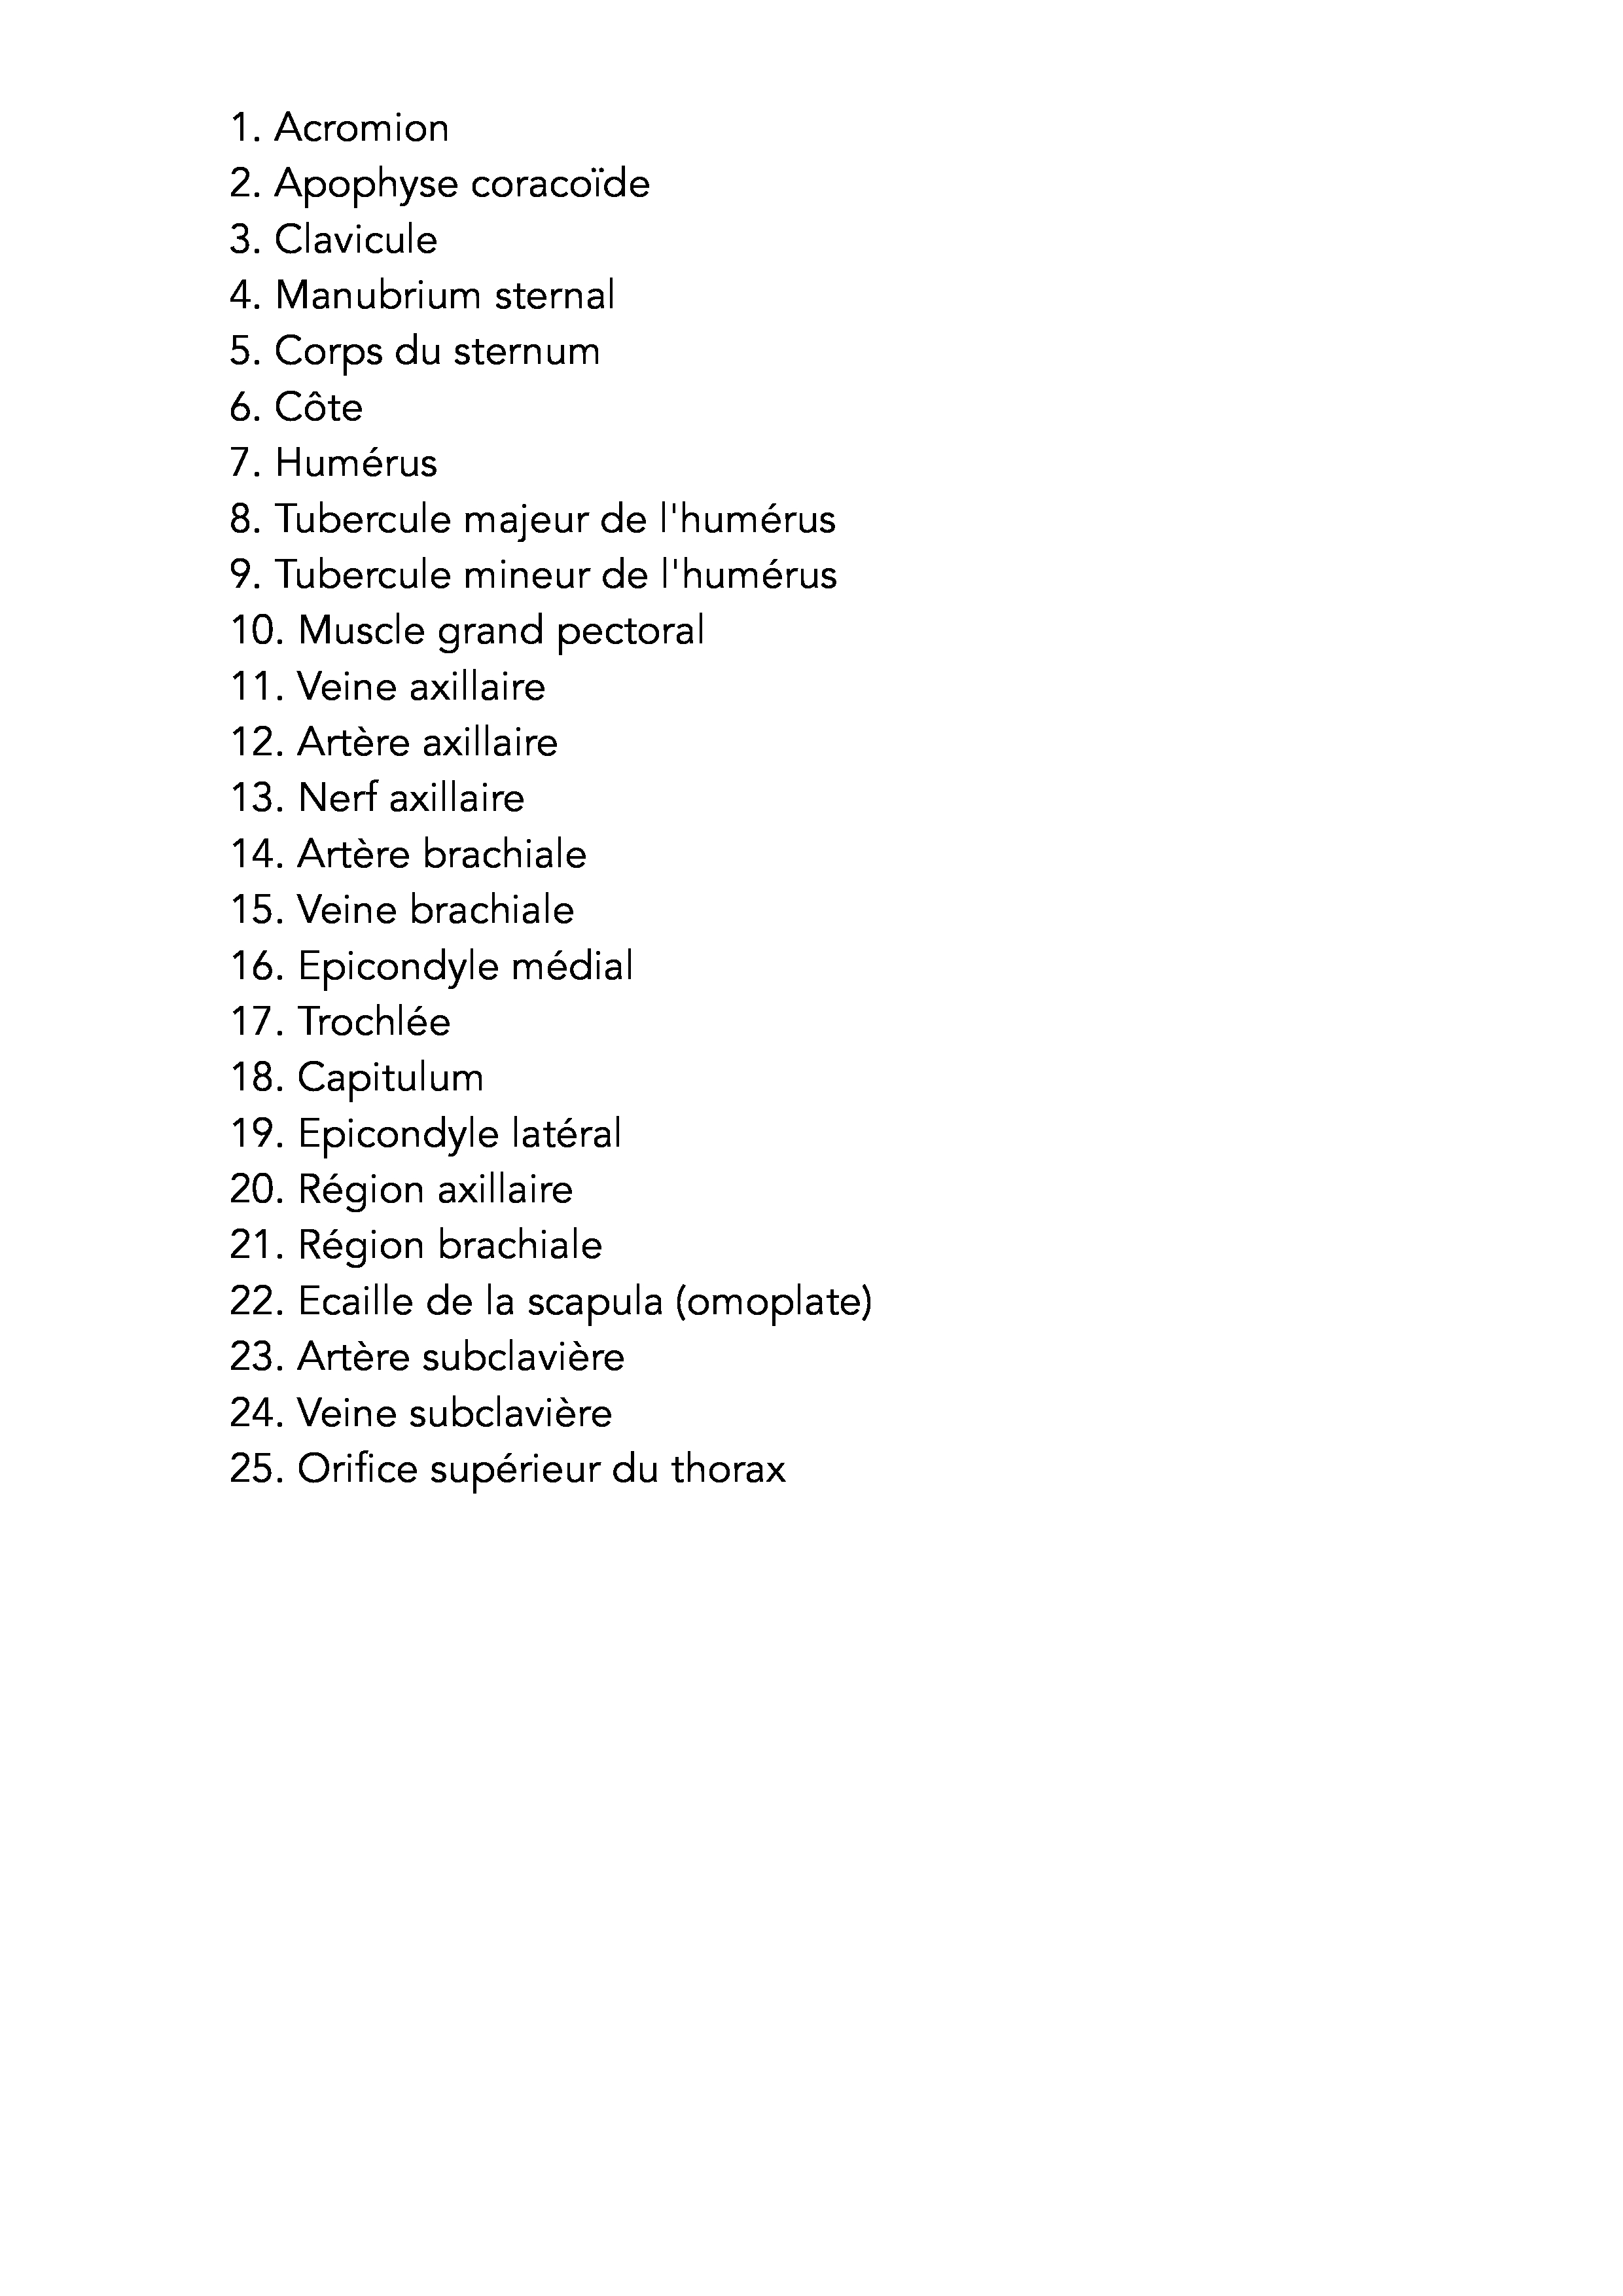 1. Acromion
2. Apophyse coracoïde
3. Clavicule
4. Manubrium sternal
5. Corps du sternum
6. Côte
7. Humérus
8. Tubercule majeur de l'humérus
9. Tubercule mineur de l'humérus
10. Muscle grand pectoral
11. Veine axillaire
12. Artère axillaire
13. Nerf axillaire
14. Artère brachiale
15. Veine brachiale
16. Epicondyle médial
17. Trochlée
18. Capitulum
19. Epicondyle latéral
20. Région axillaire
21. Région brachiale
22. Ecaille de la scapula (omoplate)
23. Artère subclavière
24. Veine subclavière
25. Orifice supérieur du thorax